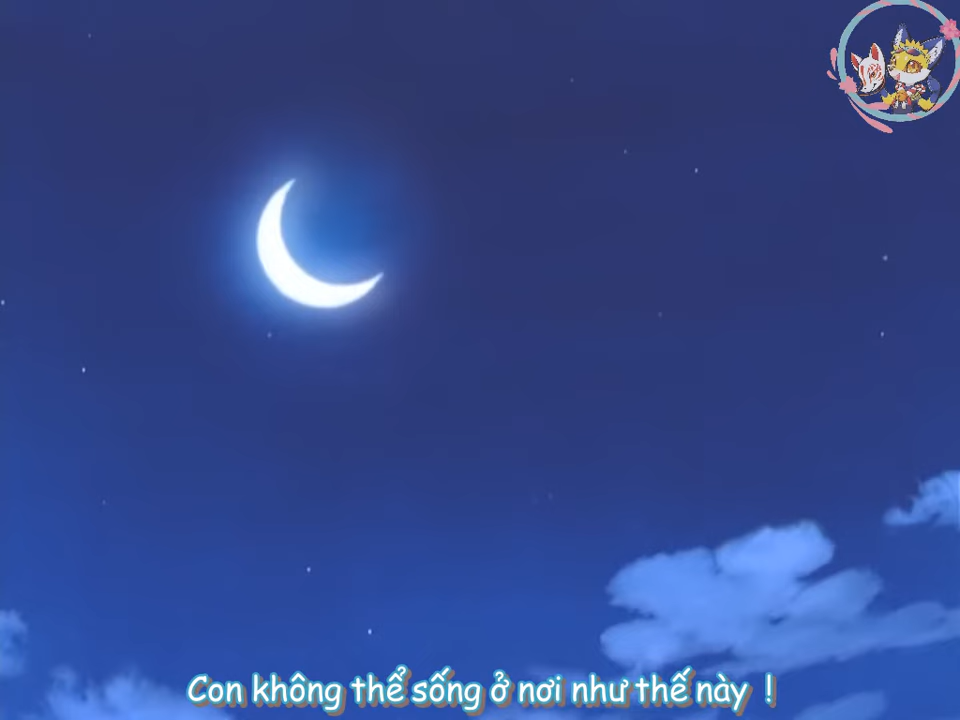 Con không thể sống ở nơi như thế này !